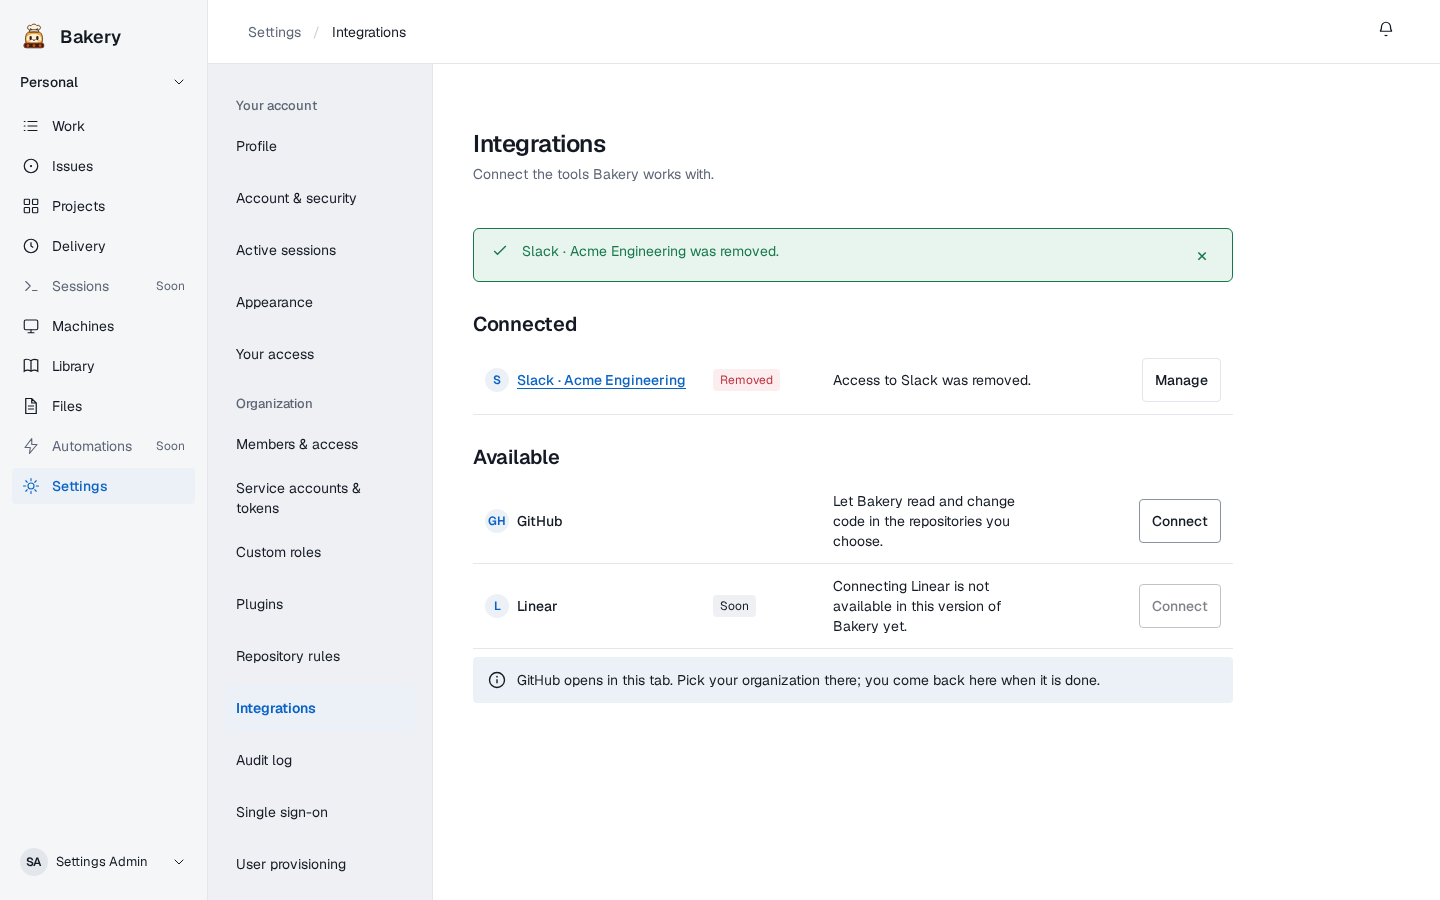 Bakery
Settings / Integrations
Personal
Work
Issues
Projects
Delivery
Sessions Soon
Machines
Library
Files
Automations Soon
Settings
SA Settings Admin
Your account
Profile
Account & security
Active sessions
Appearance
Your access
Organization
Members & access
Service accounts &
tokens
Custom roles
Plugins
Repository rules
Integrations
Audit log
Single sign-on
User provisioning
Integrations
Connect the tools Bakery works with.
Slack · Acme Engineering was removed.
Connected
S Slack · Acme Engineering Removed Access to Slack was removed. Manage
Available
GH GitHub
Let Bakery read and change
code in the repositories you
choose.
Connect
L Linear Soon
Connecting Linear is not
available in this version of
Bakery yet.
Connect
GitHub opens in this tab. Pick your organization there; you come back here when it is done.